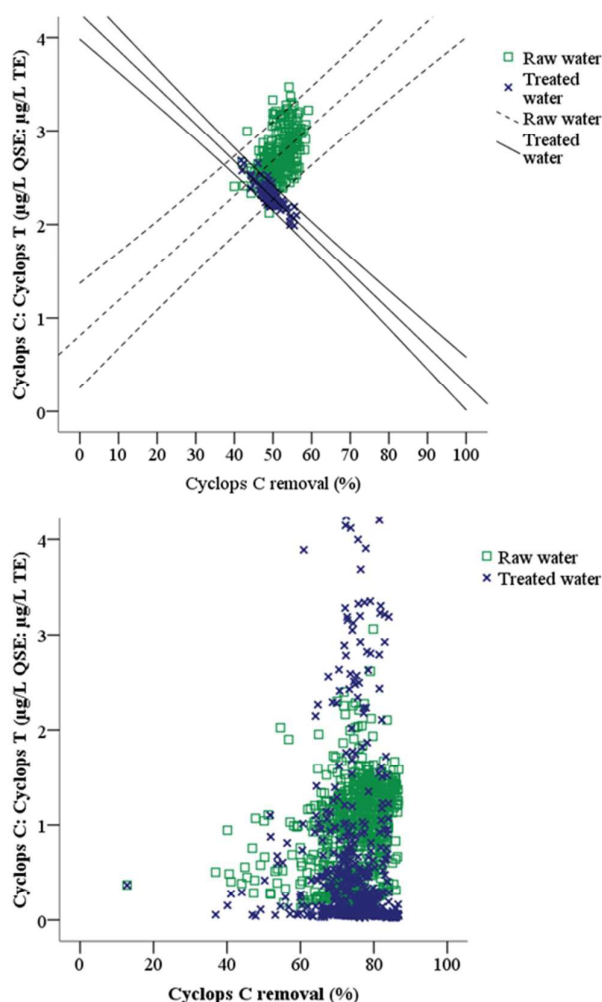 Cyclops C: Cyclops T (µg/L QSE: µg/L TE)
4
3
2
1
0
0 10 20 30 40 50 60 70 80 90 100
Cyclops C removal (%)
Raw water
Treated
water
Raw water
Treated
water
Cyclops C: Cyclops T (µg/L QSE: µg/L TE)
4
3
2
1
0
0 20 40 60 80 100
Cyclops C removal (%)
Raw water
Treated water